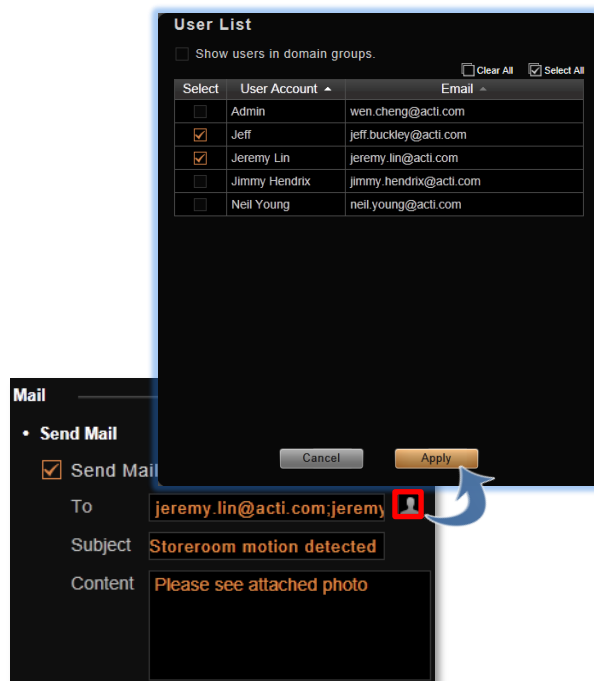 User List
Show users in domain groups.
Clear All Select All
Select User Account Email
Admin wen.cheng@acti.com
Jeff jeff.buckley@acti.com
Jeremy Lin jeremy.lin@acti.com
Jimmy Hendrix jimmy.hendrix@acti.com
Neil Young neil.young@acti.com
Cancel Apply
Mail
• Send Mail
Send Mail
To jeremy.lin@acti.com;jeremy
Subject Storeroom motion detected
Content Please see attached photo